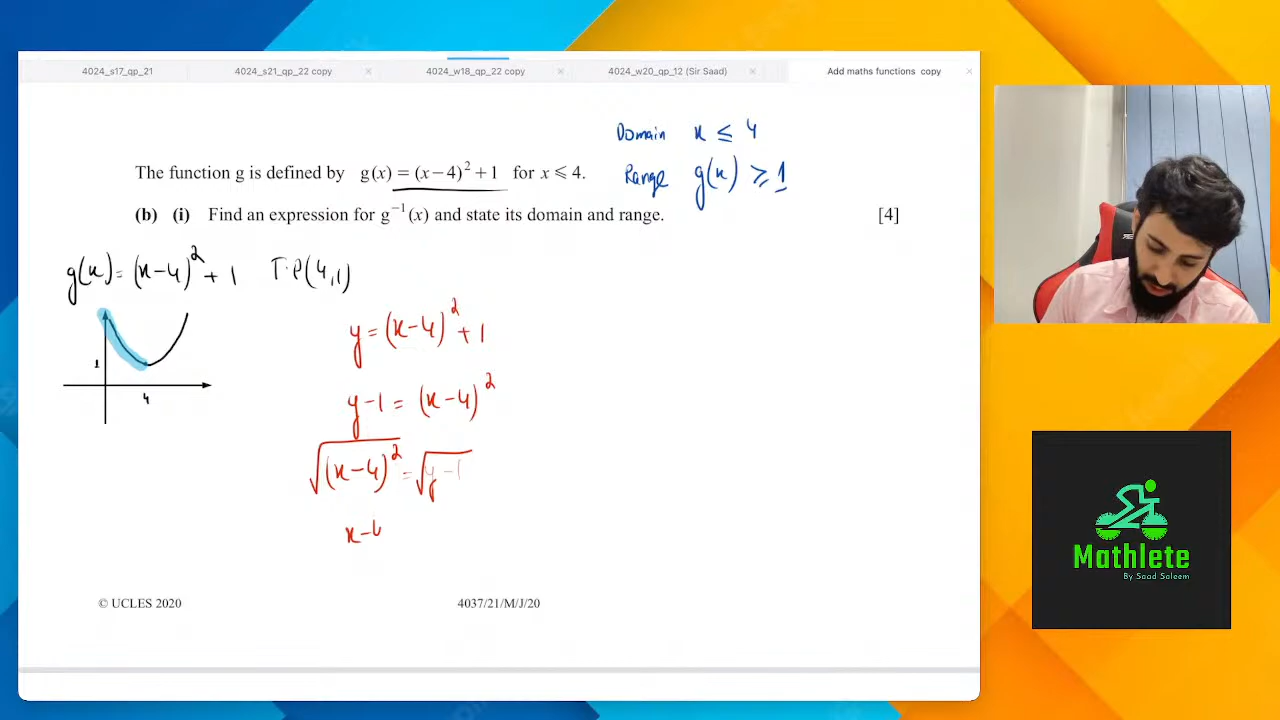 4024_s17_qp_21
4024_s21_qp_22 copy
4024_w18_qp_22 copy
4024_w20_qp_12 (Sir Saad)
Add maths functions copy
Domain x ≤ 4
The function g is defined by g(x) = (x − 4)² + 1 for x ⩽ 4.
Range g(x) ≥ 1
(b) (i) Find an expression for g⁻¹(x) and state its domain and range. [4]
g(x) = (x-4)² + 1 T.P(4,1)
y = (x-4)² + 1
1
4
y-1 = (x-4)²
√(x-4)² = √y-1
x-4
Mathlete
By Saad Saleem
© UCLES 2020
4037/21/M/J/20